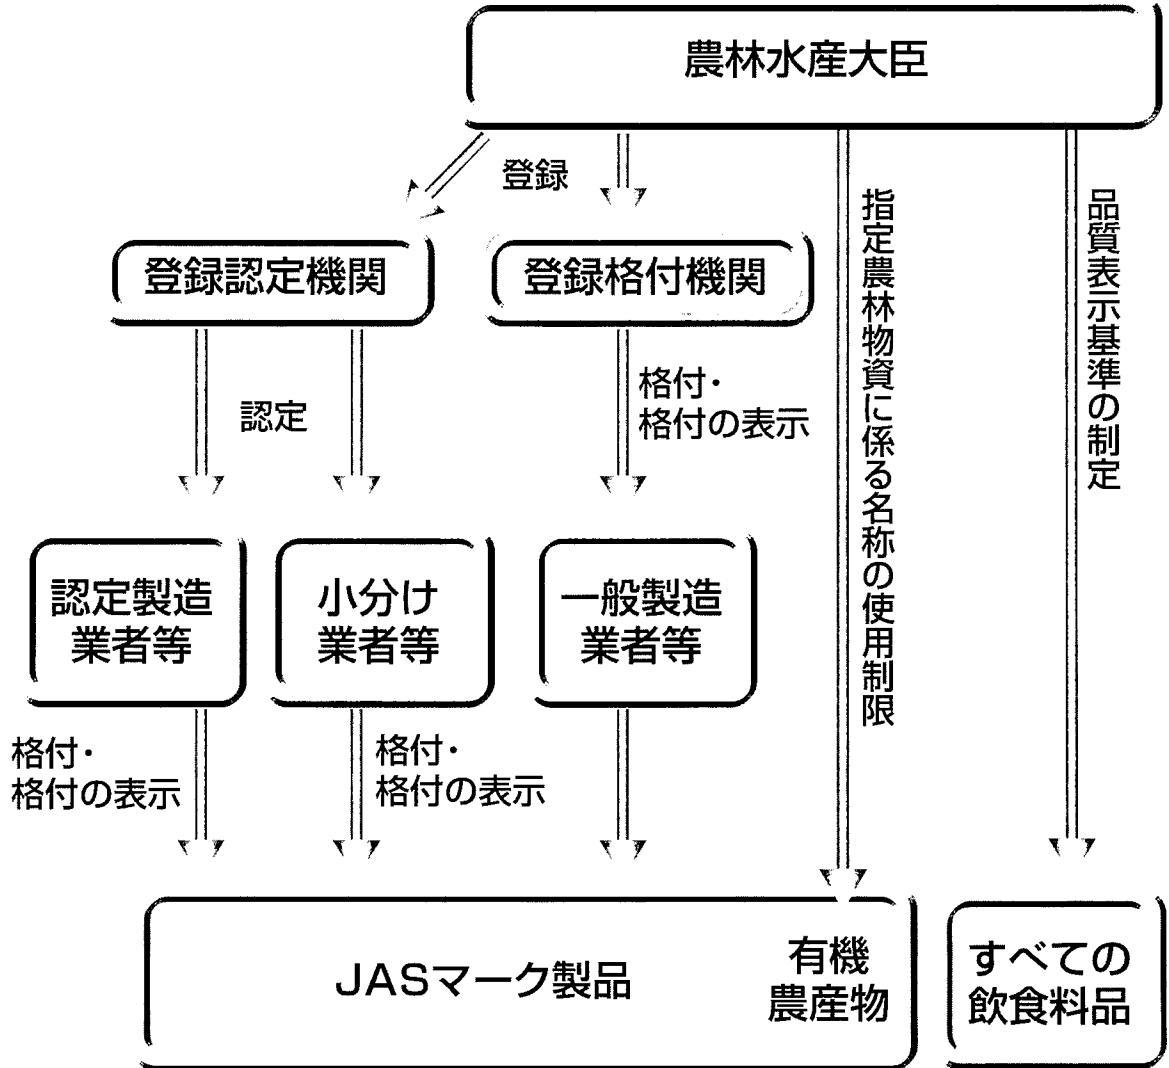 農林水産大臣
登録
指定農林物資に係る名称の使用制限
品質表示基準の制定
登録認定機関
登録格付機関
認定
格付・
格付の表示
認定製造
業者等
小分け
業者等
一般製造
業者等
格付・
格付の表示
格付・
格付の表示
JASマーク製品
有機
農産物
すべての
飲食料品